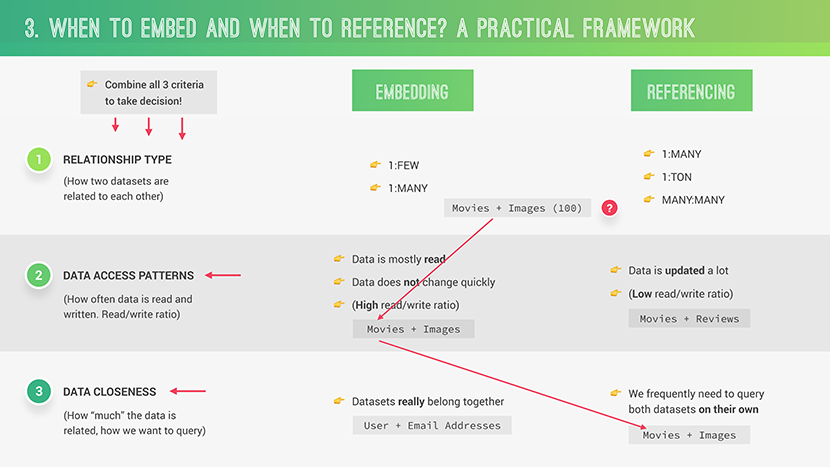 3. WHEN TO EMBED AND WHEN TO REFERENCE? A PRACTICAL FRAMEWORK
Combine all 3 criteria
to take decision!
EMBEDDING
REFERENCING
1
RELATIONSHIP TYPE
(How two datasets are
related to each other)
1:FEW
1:MANY
Movies + Images (100)
?
1:MANY
1:TON
MANY:MANY
2
DATA ACCESS PATTERNS
(How often data is read and
written. Read/write ratio)
Data is mostly read
Data does not change quickly
(High read/write ratio)
Movies + Images
Data is updated a lot
(Low read/write ratio)
Movies + Reviews
3
DATA CLOSENESS
(How “much” the data is
related, how we want to query)
Datasets really belong together
User + Email Addresses
We frequently need to query
both datasets on their own
Movies + Images